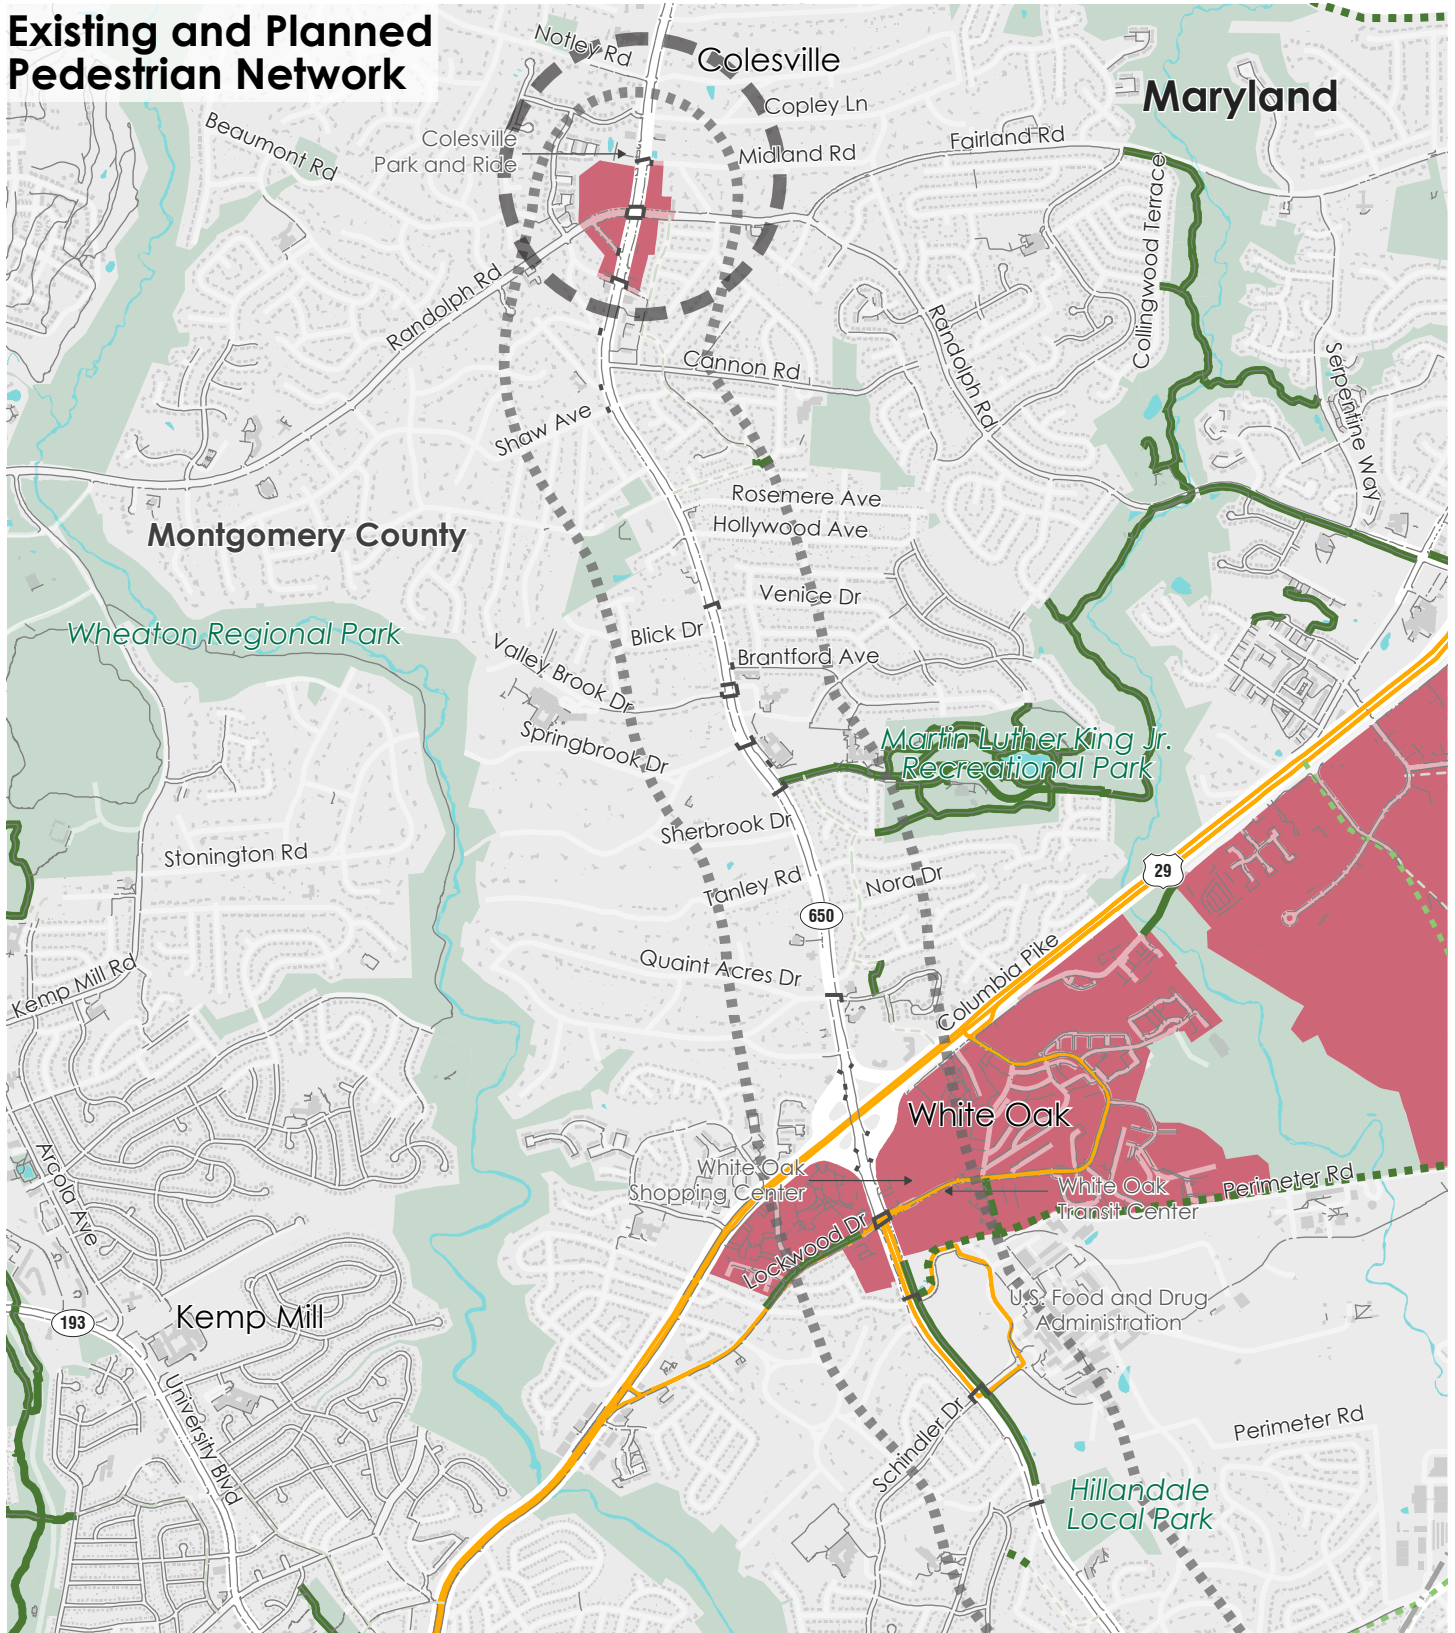 Existing and Planned
Pedestrian Network
Notley Rd
Colesville
Maryland
Copley Ln
Beaumont Rd
Colesville
Park and Ride
Midland Rd
Fairland Rd
Collingwood Terrace
Randolph Rd
Randolph Rd
Cannon Rd
Serpentine Way
Shaw Ave
Rosemere Ave
Hollywood Ave
Montgomery County
Venice Dr
Wheaton Regional Park
Blick Dr
Valley Brook Dr
Brantford Ave
Springbrook Dr
Martin Luther King Jr.
Recreational Park
Sherbrook Dr
Stonington Rd
Tanley Rd
Nora Dr
29
650
Quaint Acres Dr
Columbia Pike
Kemp Mill Rd
White Oak
Arcola Ave
White Oak
Shopping Center
White Oak
Transit Center
Perimeter Rd
Lockwood Dr
U.S. Food and Drug
Administration
Kemp Mill
193
University Blvd
Schindler Dr
Perimeter Rd
Hillandale
Local Park